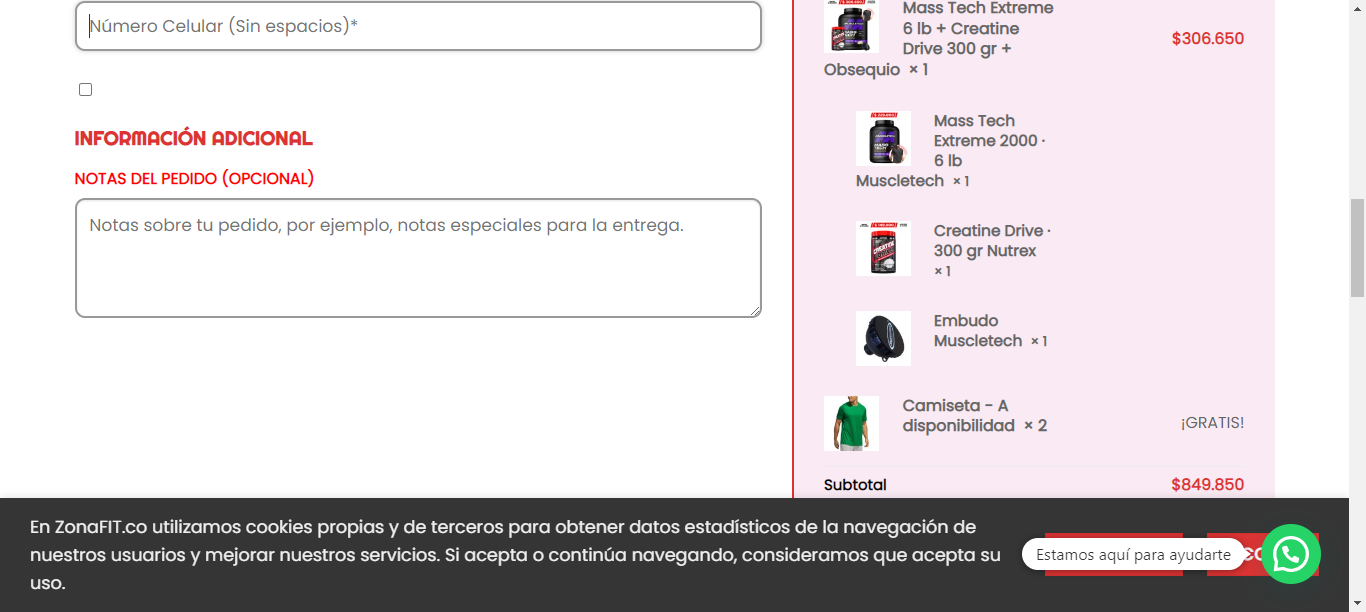 Número Celular (Sin espacios)*
INFORMACIÓN ADICIONAL
NOTAS DEL PEDIDO (OPCIONAL)
Notas sobre tu pedido, por ejemplo, notas especiales para la entrega.
Mass Tech Extreme
6 lb + Creatine
Drive 300 gr +
Obsequio × 1
$306.650
Mass Tech
Extreme 2000 ·
6 lb
Muscletech × 1
Creatine Drive ·
300 gr Nutrex
× 1
Embudo
Muscletech × 1
Camiseta - A
disponibilidad × 2
¡GRATIS!
Subtotal
$849.850
En ZonaFIT.co utilizamos cookies propias y de terceros para obtener datos estadísticos de la navegación de
nuestros usuarios y mejorar nuestros servicios. Si acepta o continúa navegando, consideramos que acepta su
uso.
Estamos aquí para ayudarte